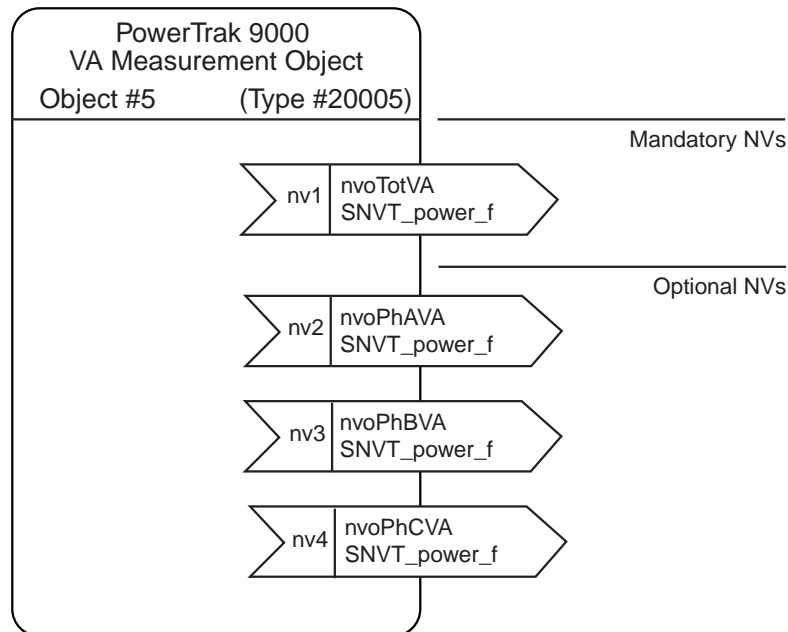 PowerTrak 9000
VA Measurement Object
Object #5 (Type #20005)
Mandatory NVs
nv1 nvoTotVA
SNVT_power_f
Optional NVs
nv2 nvoPhAVA
SNVT_power_f
nv3 nvoPhBVA
SNVT_power_f
nv4 nvoPhCVA
SNVT_power_f